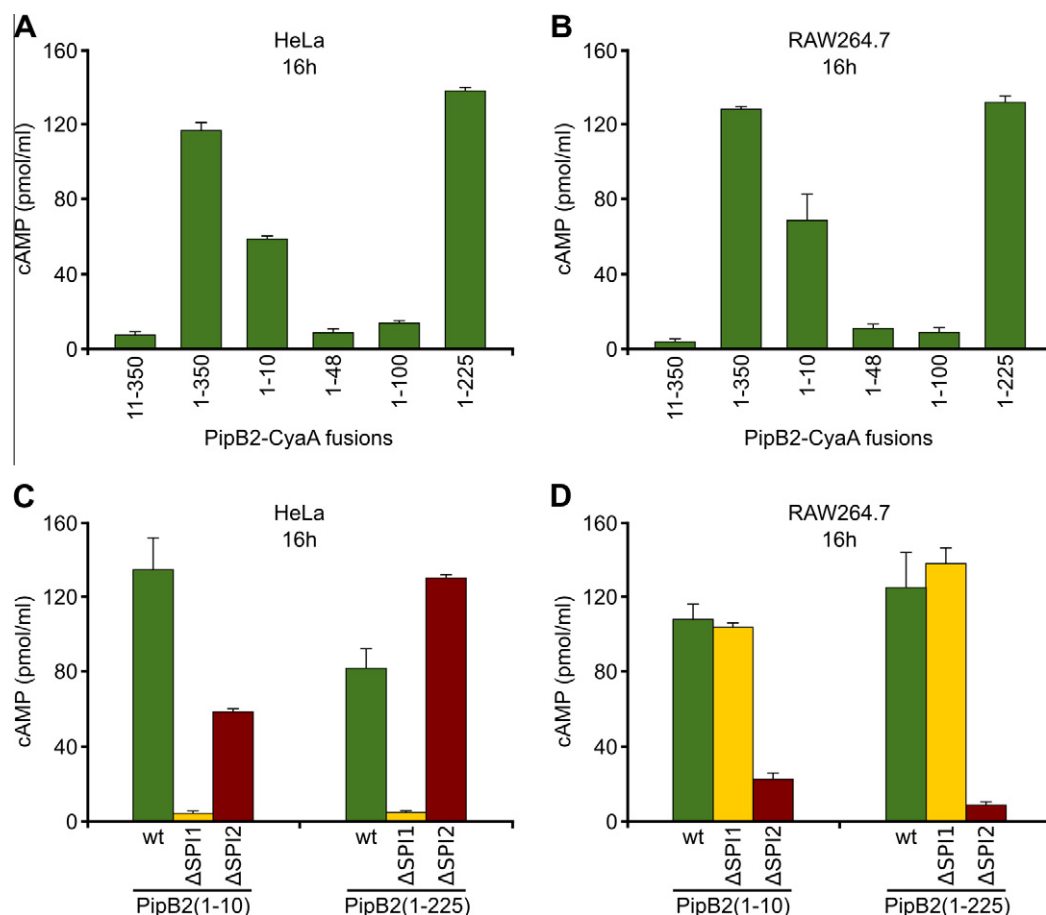 A
HeLa
16h
160
120
80
40
0
cAMP (pmol/ml)
11-350
1-350
1-10
1-48
1-100
1-225
PipB2-CyaA fusions
B
RAW264.7
16h
160
120
80
40
0
cAMP (pmol/ml)
11-350
1-350
1-10
1-48
1-100
1-225
PipB2-CyaA fusions
C
HeLa
16h
160
120
80
40
0
cAMP (pmol/ml)
wt
ΔSPI1
ΔSPI2
wt
ΔSPI1
ΔSPI2
PipB2(1-10)
PipB2(1-225)
D
RAW264.7
16h
160
120
80
40
0
cAMP (pmol/ml)
wt
ΔSPI1
ΔSPI2
wt
ΔSPI1
ΔSPI2
PipB2(1-10)
PipB2(1-225)